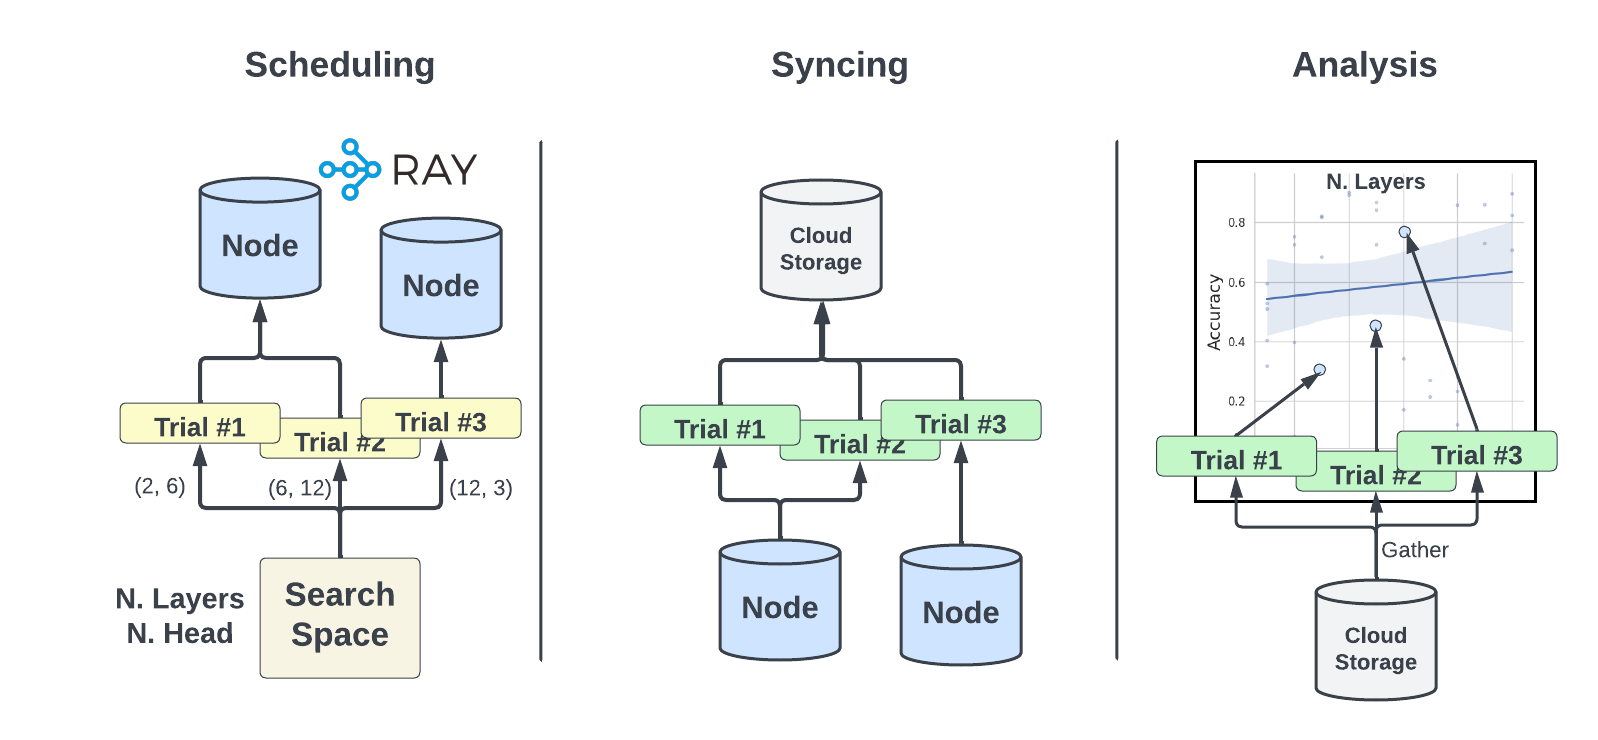 Scheduling
RAY
Node
Node
Trial #1
Trial #2
Trial #3
(2, 6)
(6, 12)
(12, 3)
N. Layers
N. Head
Search
Space
Syncing
Cloud
Storage
Trial #1
Trial #2
Trial #3
Node
Node
Analysis
N. Layers
Accuracy
0.8
0.6
0.4
0.2
Trial #1
Trial #2
Trial #3
Gather
Cloud
Storage